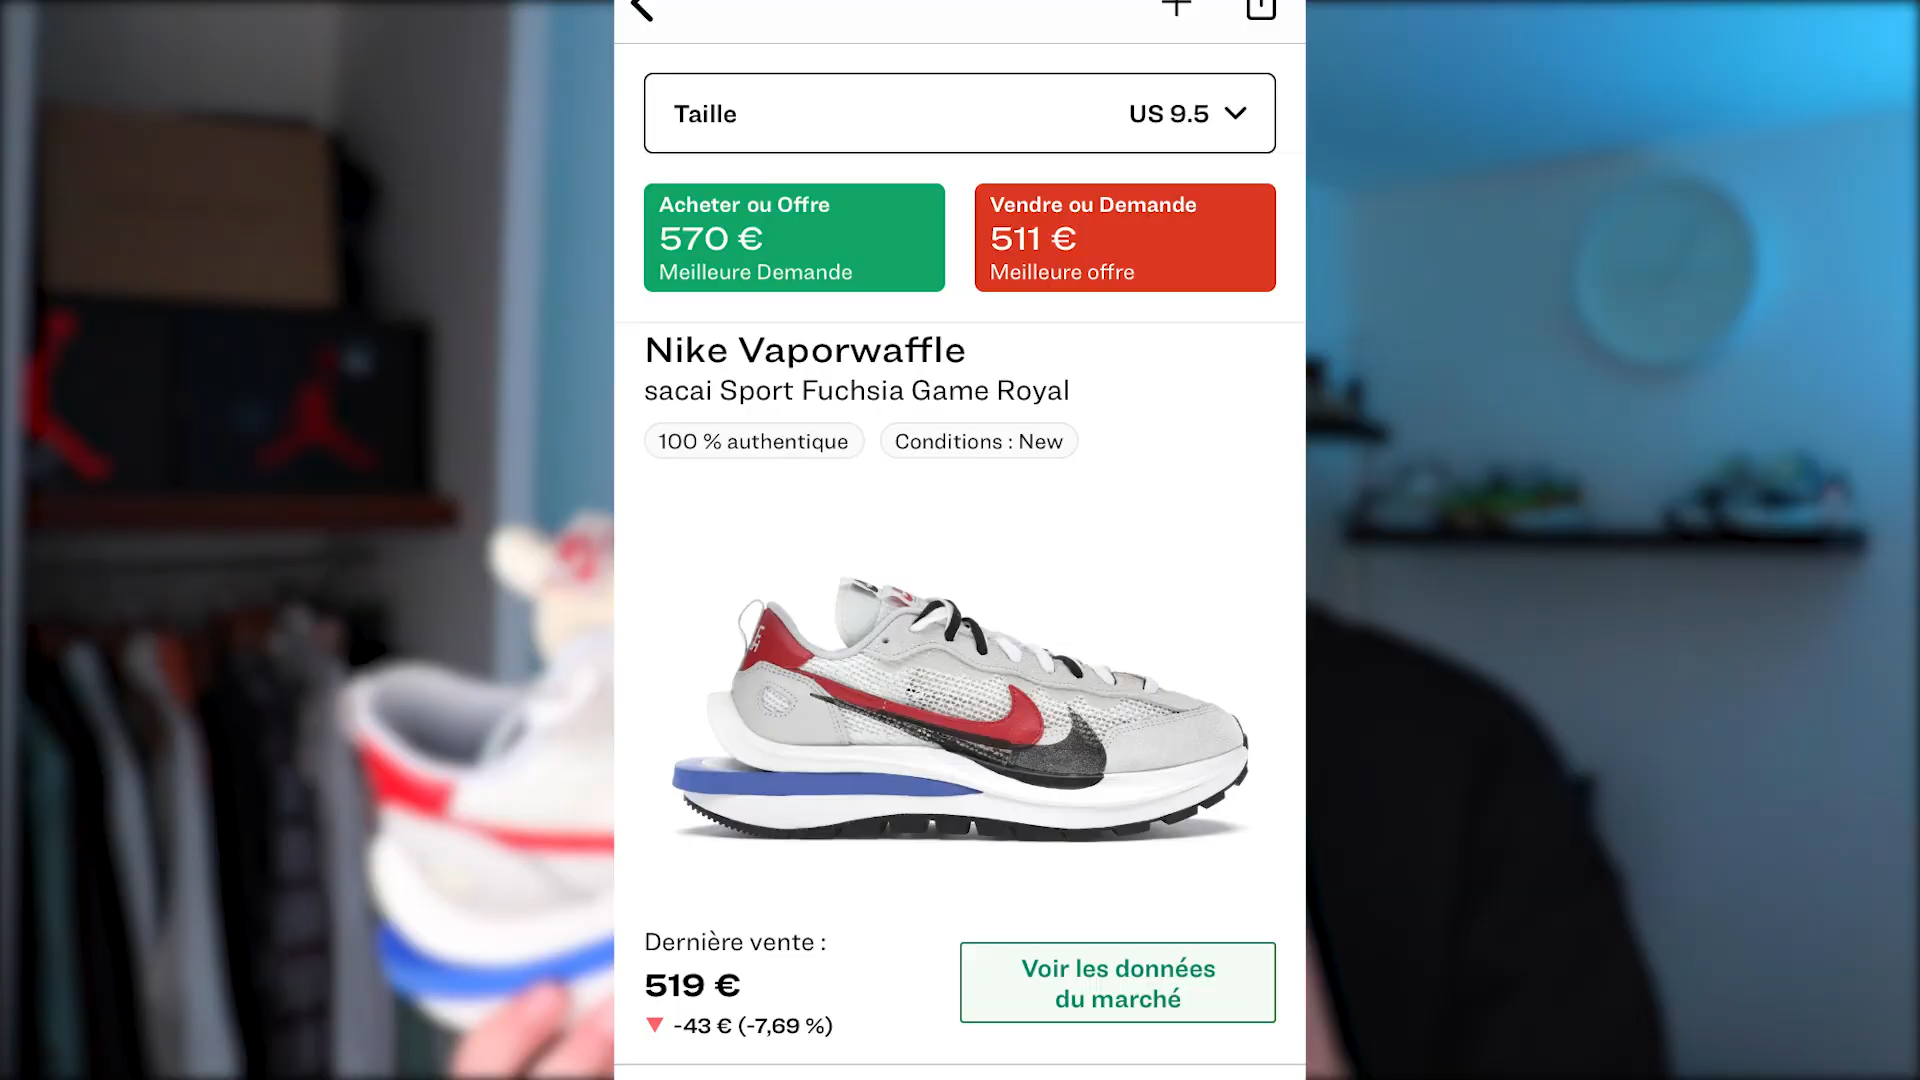 Taille
US 9.5
Acheter ou Offre
570 €
Meilleure Demande
Vendre ou Demande
511 €
Meilleure offre
Nike Vaporwaffle
sacai Sport Fuchsia Game Royal
100 % authentique
Conditions : New
Dernière vente :
519 €
-43 € (-7,69 %)
Voir les données
du marché